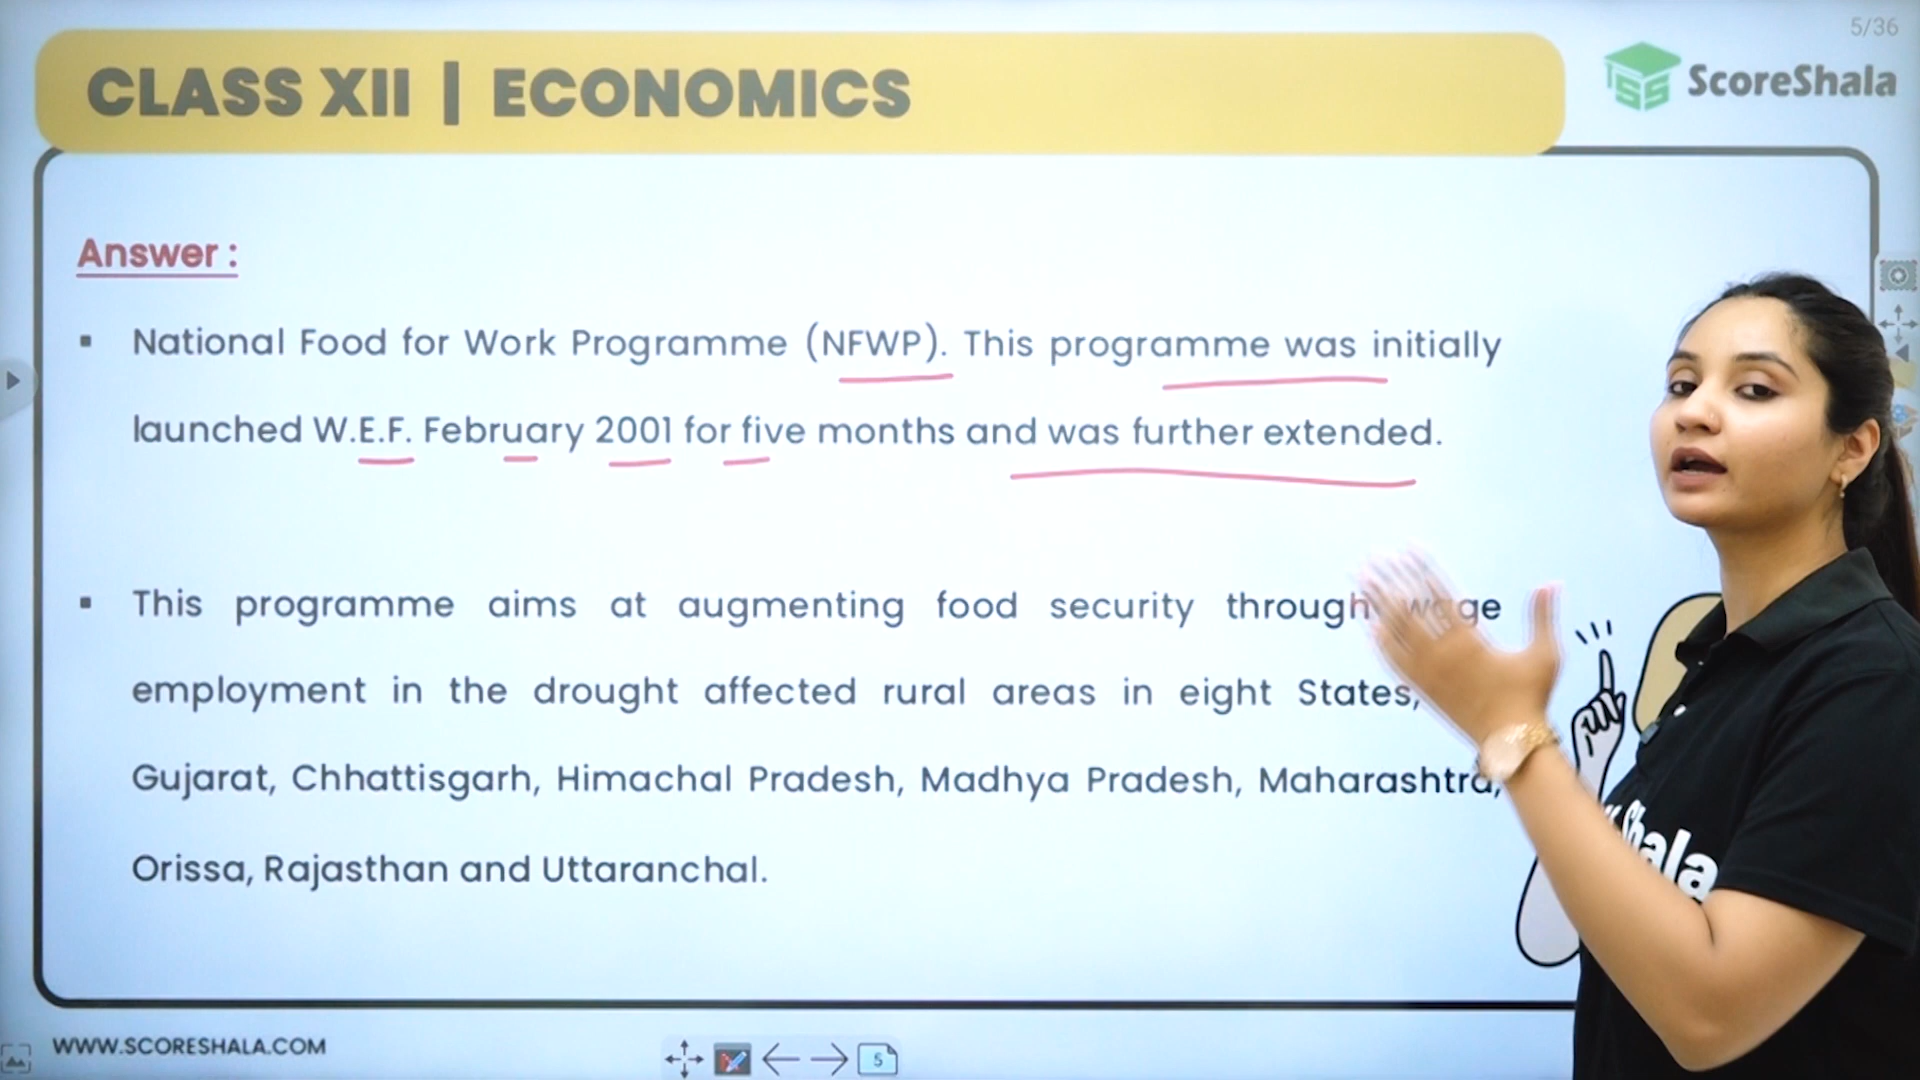 5/36
CLASS XII | ECONOMICS
ScoreShala
Answer :
▪ National Food for Work Programme (NFWP). This programme was initially
launched W.E.F. February 2001 for five months and was further extended.
▪ This programme aims at augmenting food security through wage
employment in the drought affected rural areas in eight States,
Gujarat, Chhattisgarh, Himachal Pradesh, Madhya Pradesh, Maharashtra,
Orissa, Rajasthan and Uttaranchal.
WWW.SCORESHALA.COM
5